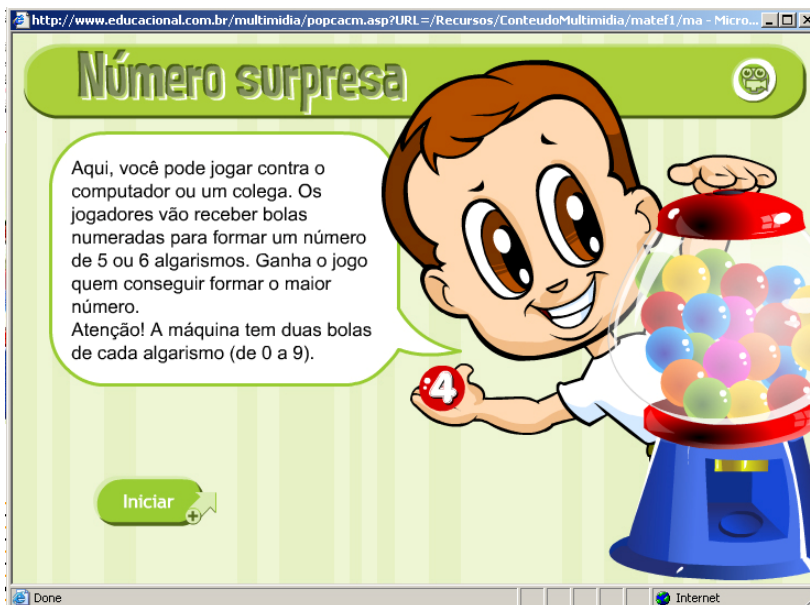 http://www.educacional.com.br/multimidia/popcacm.asp?URL=/Recursos/ConteudoMultimidia/matef1/ma - Micro...
Número surpresa
Aqui, você pode jogar contra o
computador ou um colega. Os
jogadores vão receber bolas
numeradas para formar um número
de 5 ou 6 algarismos. Ganha o jogo
quem conseguir formar o maior
número.
Atenção! A máquina tem duas bolas
de cada algarismo (de 0 a 9).
4
Iniciar
Done
Internet